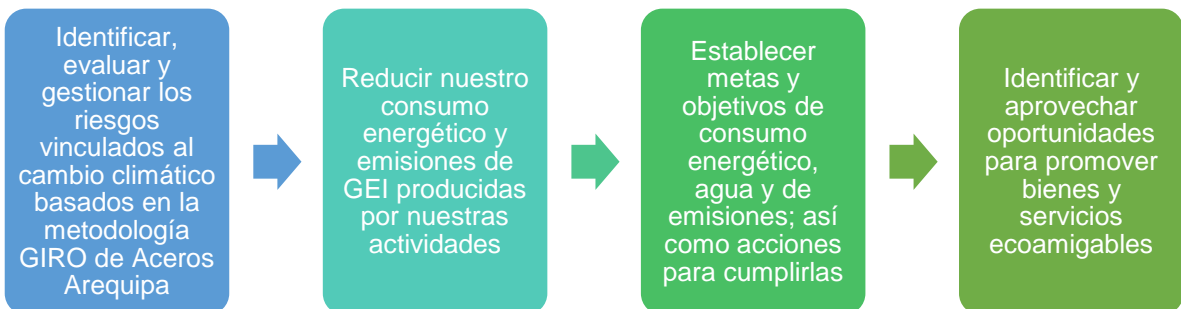 Identificar,
evaluar y
gestionar los
riesgos
vinculados al
cambio climático
basados en la
metodología
GIRO de Aceros
Arequipa
Reducir nuestro
consumo
energético y
emisiones de
GEI producidas
por nuestras
actividades
Establecer
metas y
objetivos de
consumo
energético,
agua y de
emisiones; así
como acciones
para cumplirlas
Identificar y
aprovechar
oportunidades
para promover
bienes y
servicios
ecoamigables